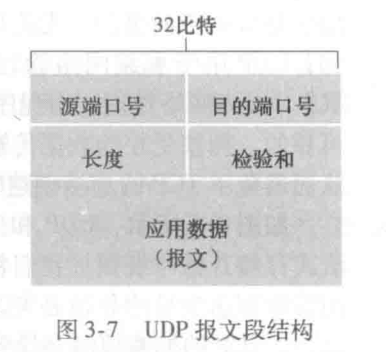 32比特
源端口号 目的端口号
长度 检验和
应用数据
(报文)
图 3-7 UDP 报文段结构